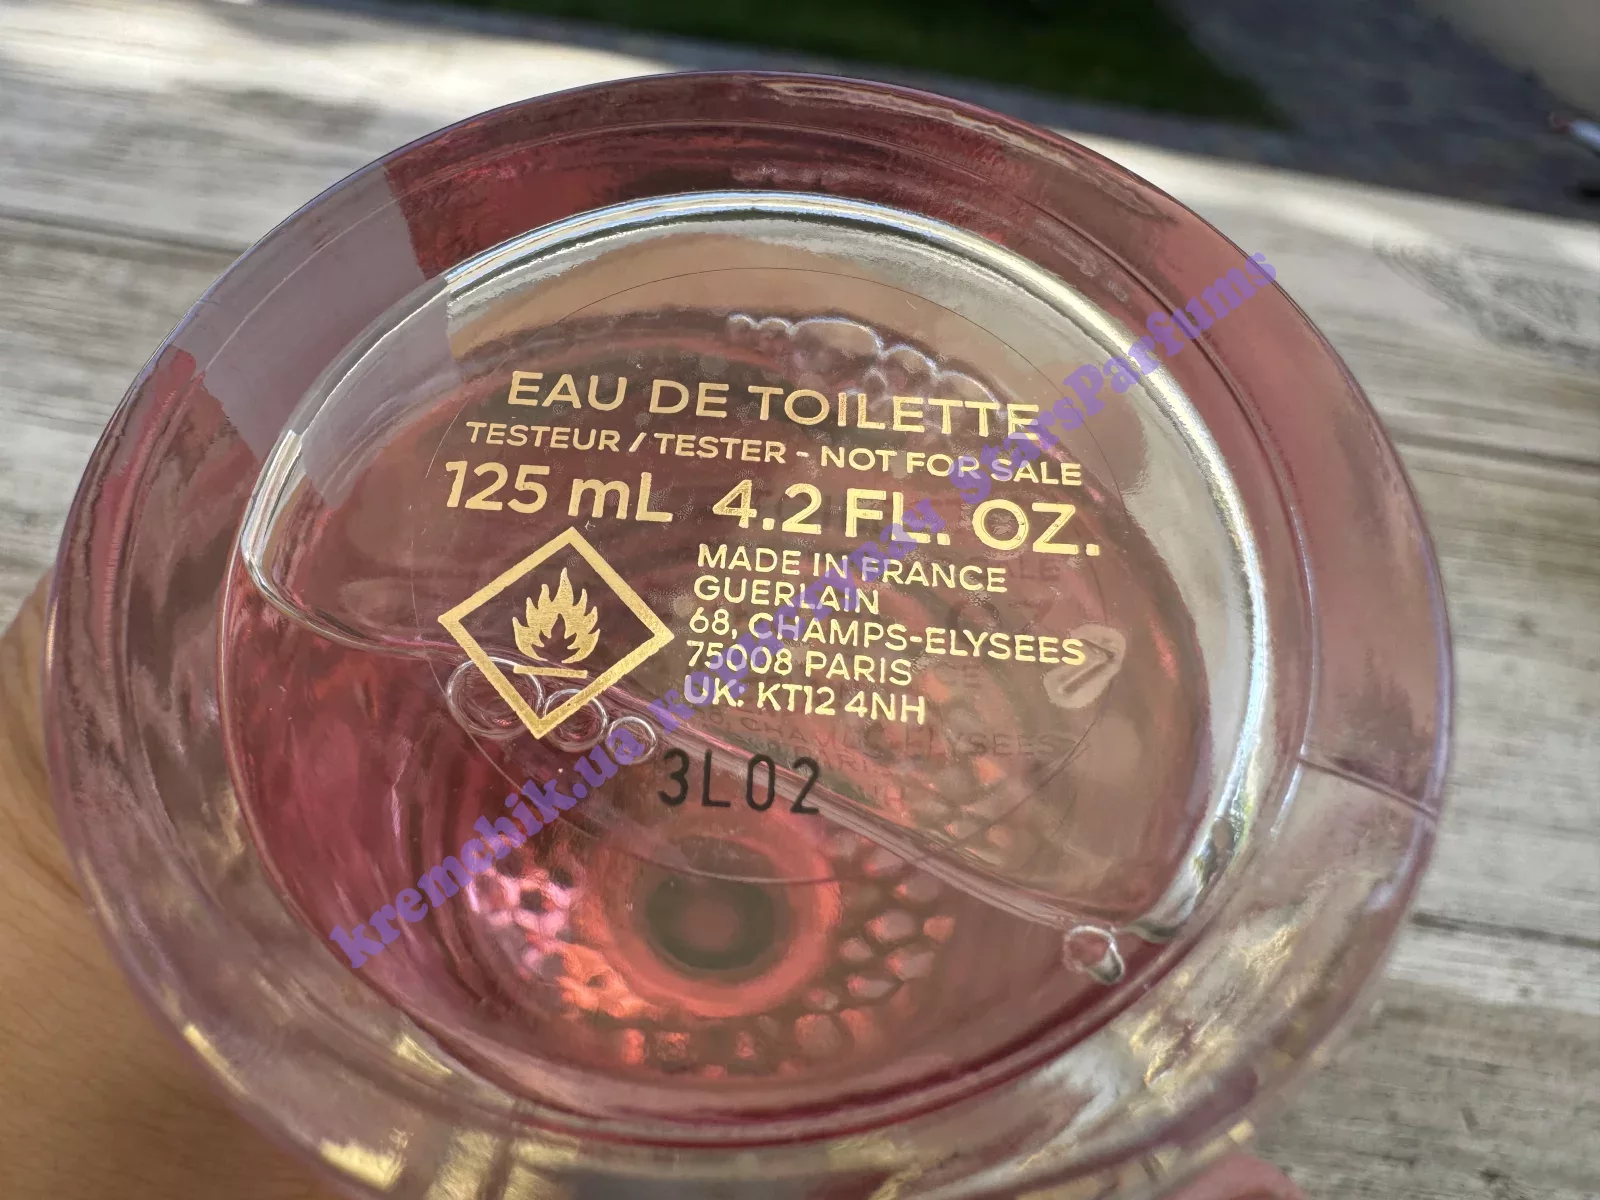 EAU DE TOILETTE
TESTEUR / TESTER - NOT FOR SALE
125 mL 4.2 FL. OZ.
MADE IN FRANCE
GUERLAIN
68, CHAMPS-ELYSEES
75008 PARIS
UK: KT12 4NH
3L02
kremchik.ua StarsParfums